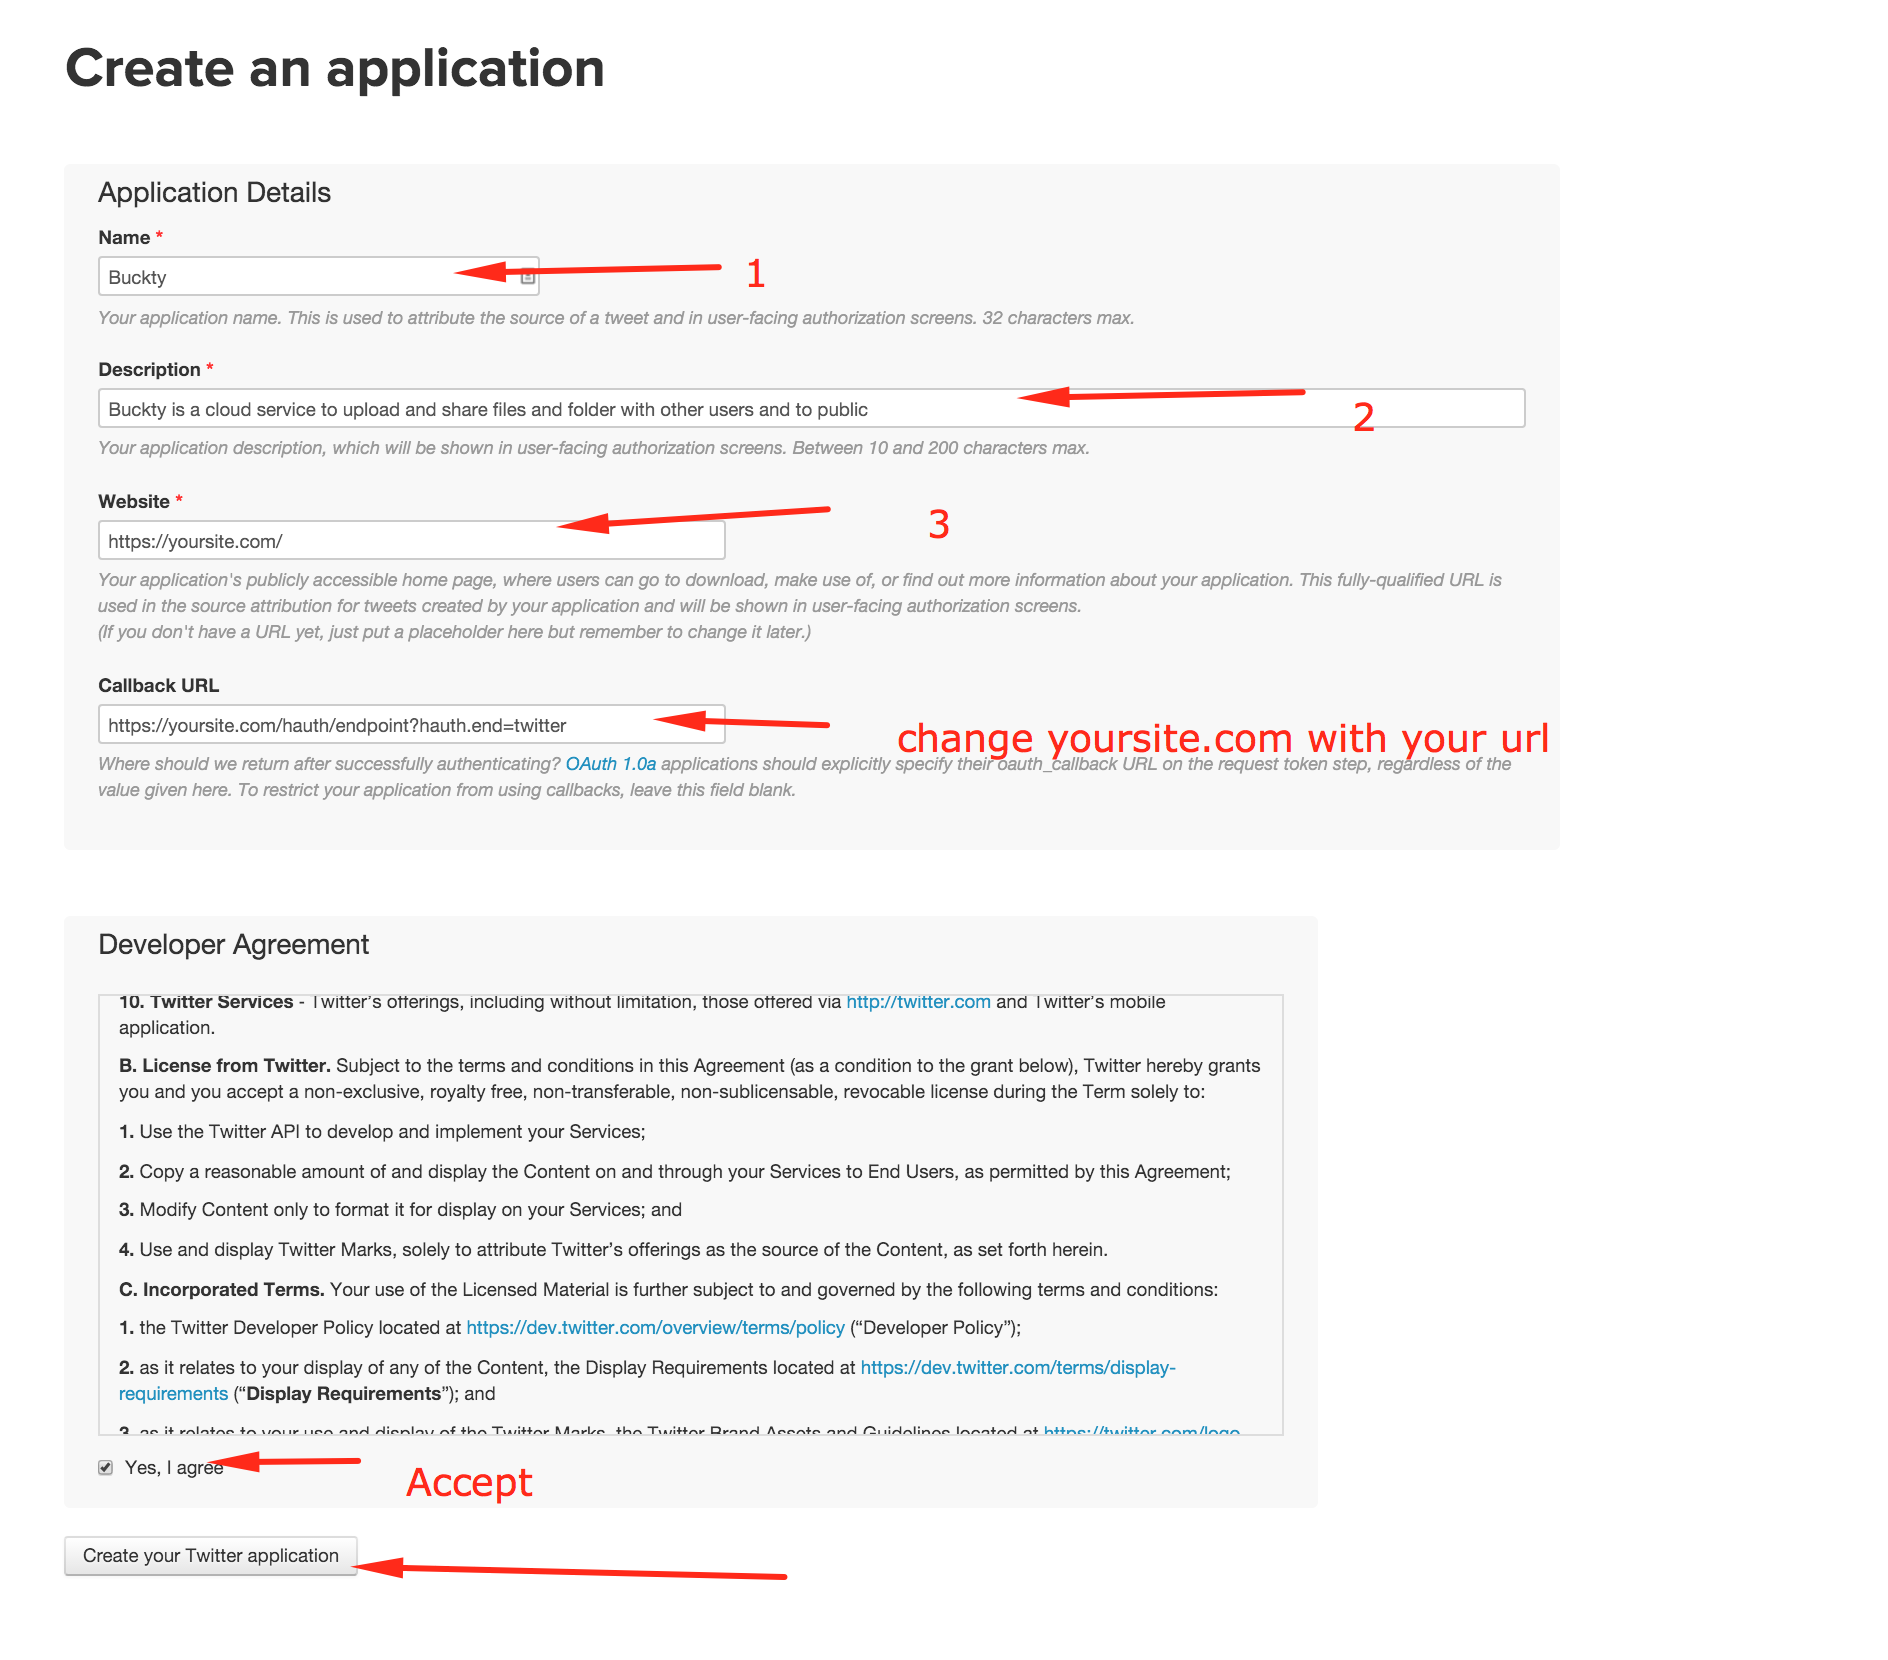 Create an application
Application Details
Name *
Buckty
1
Your application name. This is used to attribute the source of a tweet and in user-facing authorization screens. 32 characters max.
Description *
Buckty is a cloud service to upload and share files and folder with other users and to public
2
Your application description, which will be shown in user-facing authorization screens. Between 10 and 200 characters max.
Website *
3
https://yoursite.com/
Your application's publicly accessible home page, where users can go to download, make use of, or find out more information about your application. This fully-qualified URL is
used in the source attribution for tweets created by your application and will be shown in user-facing authorization screens.
(If you don't have a URL yet, just put a placeholder here but remember to change it later.)
Callback URL
https://yoursite.com/hauth/endpoint?hauth.end=twitter
change yoursite.com with your url
Where should we return after successfully authenticating? OAuth 1.0a applications should explicitly specify their oauth_callback URL on the request token step, regardless of the
value given here. To restrict your application from using callbacks, leave this field blank.
Developer Agreement
10. Twitter Services - Twitter’s offerings, including without limitation, those offered via http://twitter.com and Twitter’s mobile
application.
B. License from Twitter. Subject to the terms and conditions in this Agreement (as a condition to the grant below), Twitter hereby grants
you and you accept a non-exclusive, royalty free, non-transferable, non-sublicensable, revocable license during the Term solely to:
1. Use the Twitter API to develop and implement your Services;
2. Copy a reasonable amount of and display the Content on and through your Services to End Users, as permitted by this Agreement;
3. Modify Content only to format it for display on your Services; and
4. Use and display Twitter Marks, solely to attribute Twitter’s offerings as the source of the Content, as set forth herein.
C. Incorporated Terms. Your use of the Licensed Material is further subject to and governed by the following terms and conditions:
1. the Twitter Developer Policy located at https://dev.twitter.com/overview/terms/policy (“Developer Policy”);
2. as it relates to your display of any of the Content, the Display Requirements located at https://dev.twitter.com/terms/display-
requirements (“Display Requirements”); and
3. as it relates to your use and display of the Twitter Marks, the Twitter Brand Assets and Guidelines located at https://twitter.com/logo
Yes, I agree
Accept
Create your Twitter application